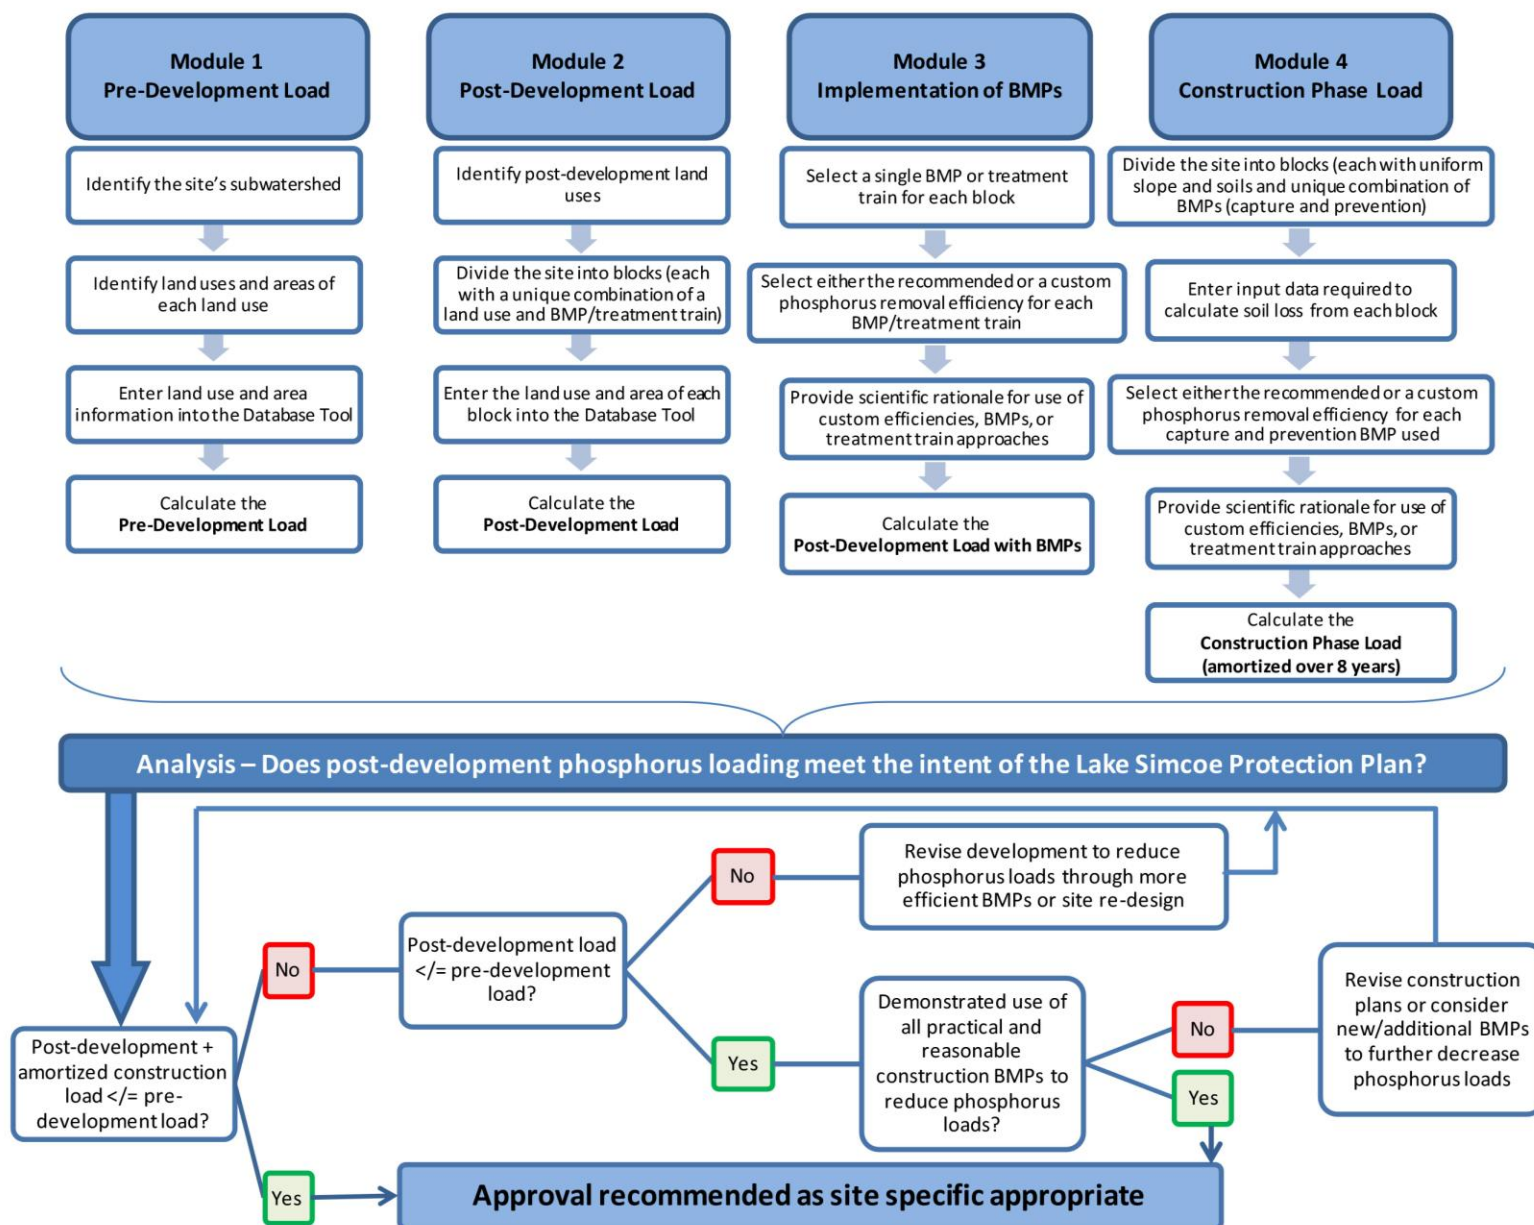 Module 1
Pre-Development Load
Identify the site's subwatershed
Identify land uses and areas
of each land use
Enter land use and area
information into the Database Tool
Calculate the
Pre-Development Load
Module 2
Post-Development Load
Identify post-development land
uses
Divide the site into blocks (each
with a unique combination of a
land use and BMP/treatment train)
Enter the land use and area of each
block into the Database Tool
Calculate the
Post-Development Load
Module 3
Implementation of BMPs
Select a single BMP or treatment
train for each block
Select either the recommended or a custom
phosphorus removal efficiency for each
BMP/treatment train
Provide scientific rationale for use of
custom efficiencies, BMPs, or
treatment train approaches
Calculate the
Post-Development Load with BMPs
Module 4
Construction Phase Load
Divide the site into blocks (each with uniform
slope and soils and unique combination of
BMPs (capture and prevention)
Enter input data required to
calculate soil loss from each block
Select either the recommended or a custom
phosphorus removal efficiency for each
capture and prevention BMP used
Provide scientific rationale for use of
custom efficiencies, BMPs, or
treatment train approaches
Calculate the
Construction Phase Load
(amortized over 8 years)
Analysis – Does post-development phosphorus loading meet the intent of the Lake Simcoe Protection Plan?
Post-development +
amortized construction
load </= pre-
development load?
No
Yes
Post-development load
</= pre-development
load?
No
Yes
Revise development to reduce
phosphorus loads through more
efficient BMPs or site re-design
Demonstrated use of
all practical and
reasonable
construction BMPs to
reduce phosphorus
loads?
No
Yes
Revise construction
plans or consider
new/additional BMPs
to further decrease
phosphorus loads
Approval recommended as site specific appropriate